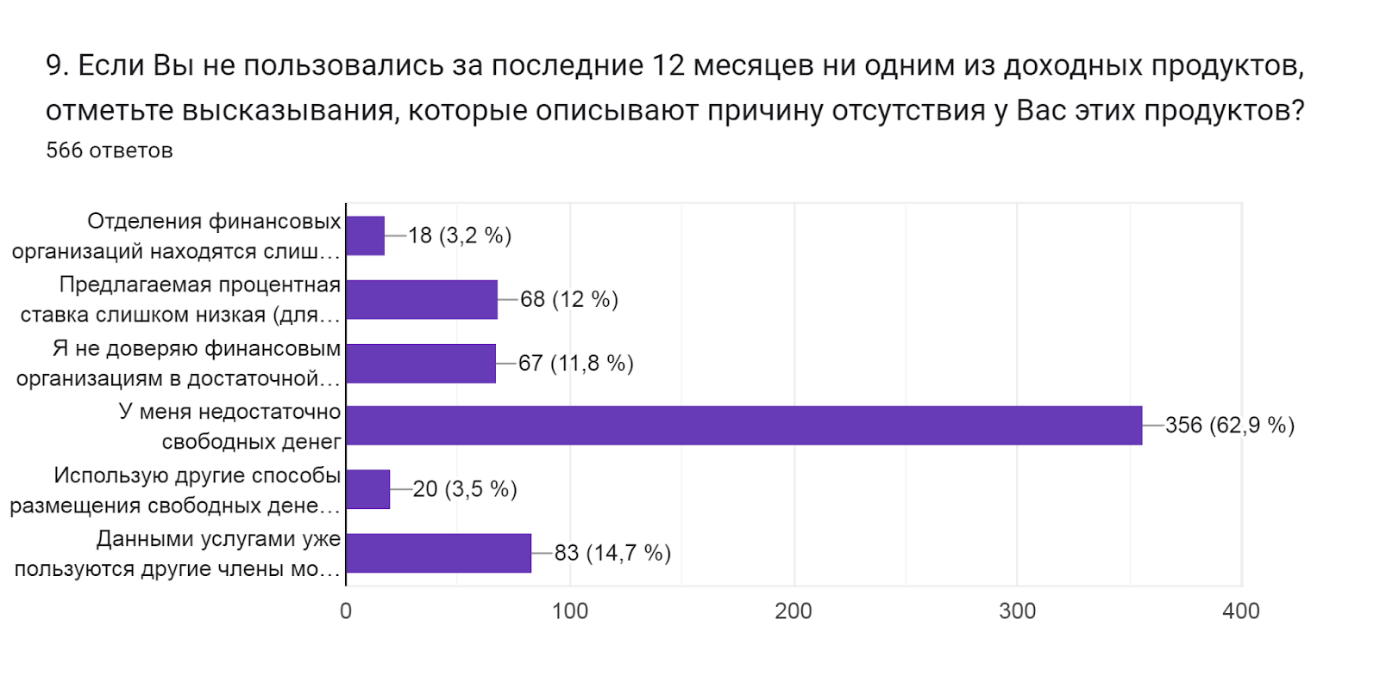 9. Если Вы не пользовались за последние 12 месяцев ни одним из доходных продуктов,
отметьте высказывания, которые описывают причину отсутствия у Вас этих продуктов?
566 ответов
Отделения финансовых
организаций находятся слиш...
18 (3,2 %)
Предлагаемая процентная
ставка слишком низкая (для...
68 (12 %)
Я не доверяю финансовым
организациям в достаточной...
67 (11,8 %)
У меня недостаточно
свободных денег
356 (62,9 %)
Использую другие способы
размещения свободных дене...
20 (3,5 %)
Данными услугами уже
пользуются другие члены мо...
83 (14,7 %)
0 100 200 300 400